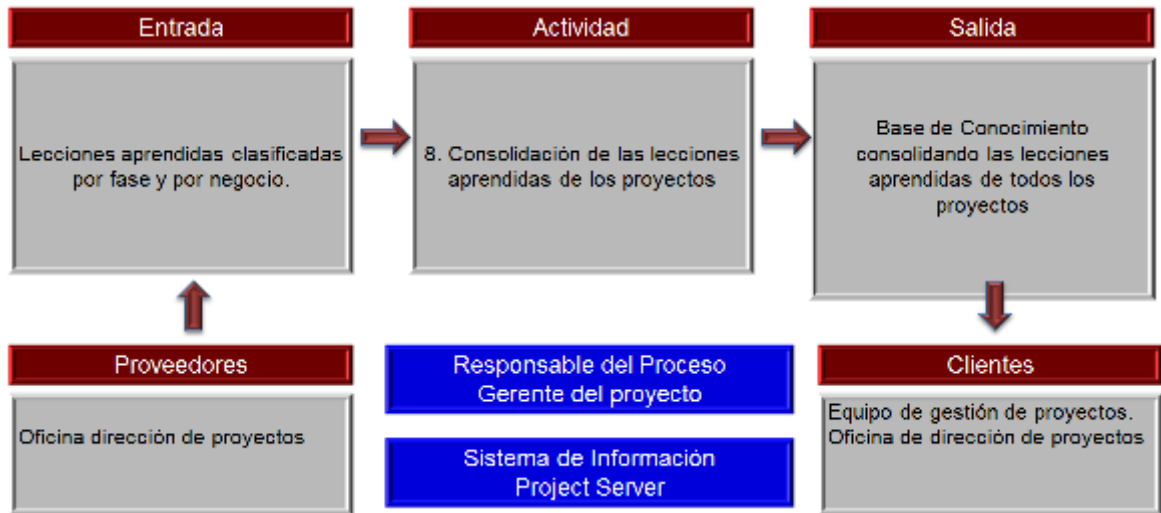 Entrada
Lecciones aprendidas clasificadas
por fase y por negocio.
Actividad
8. Consolidación de las lecciones
aprendidas de los proyectos
Salida
Base de Conocimiento
consolidando las lecciones
aprendidas de todos los
proyectos
Proveedores
Oficina dirección de proyectos
Responsable del Proceso
Gerente del proyecto
Sistema de Información
Project Server
Clientes
Equipo de gestión de proyectos.
Oficina de dirección de proyectos